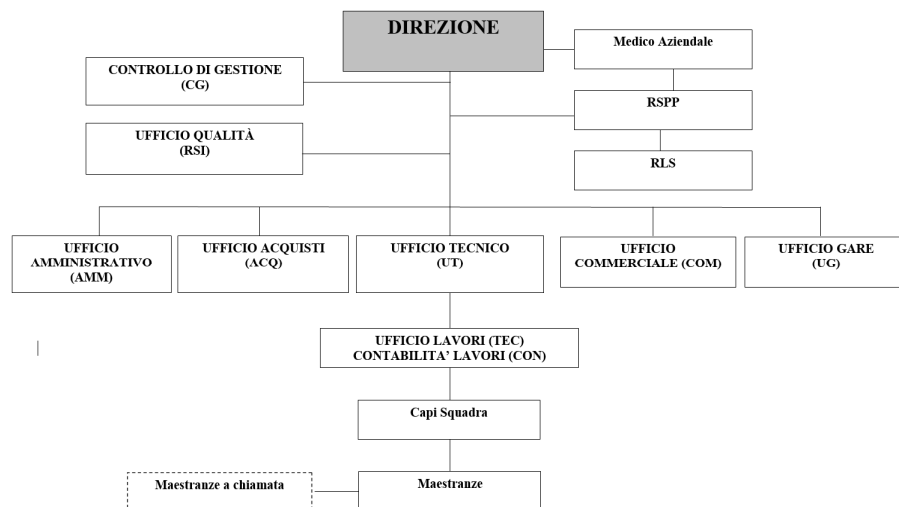 DIREZIONE
Medico Aziendale
CONTROLLO DI GESTIONE
(CG)
RSPP
UFFICIO QUALITÀ
(RSI)
RLS
UFFICIO
AMMINISTRATIVO
(AMM)
UFFICIO ACQUISTI
(ACQ)
UFFICIO TECNICO
(UT)
UFFICIO
COMMERCIALE (COM)
UFFICIO GARE
(UG)
UFFICIO LAVORI (TEC)
CONTABILITA’ LAVORI (CON)
Capi Squadra
Maestranze a chiamata
Maestranze